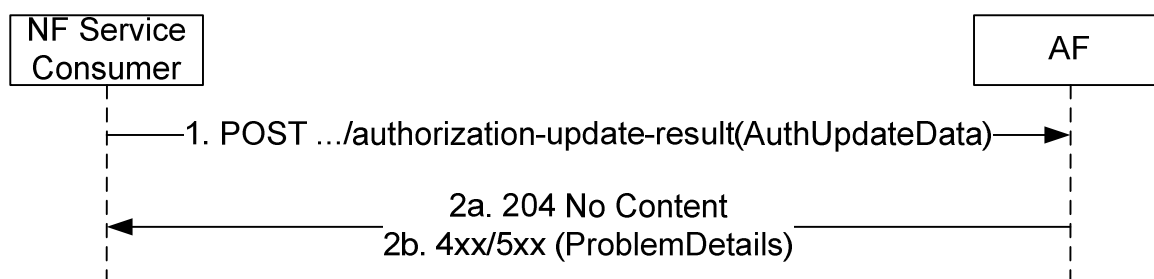 NF Service
Consumer
AF
1. POST .../authorization-update-result(AuthUpdateData)
2a. 204 No Content
2b. 4xx/5xx (ProblemDetails)